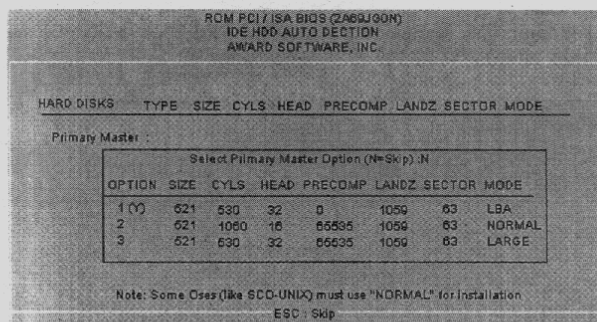 ROM PCI / ISA BIOS (2A69JG0N)
IDE HDD AUTO DECTION
AWARD SOFTWARE, INC.
HARD DISKS TYPE SIZE CYLS HEAD PRECOMP LANDZ SECTOR MODE
Primary Master :
Select Primary Master Option (N=Skip) :N
OPTION SIZE CYLS HEAD PRECOMP LANDZ SECTOR MODE
1 (Y) 521 530 32 0 1059 63 LBA
2 521 1060 16 65535 1059 63 NORMAL
3 521 530 32 65535 1059 63 LARGE
Note: Some Oses (like SCO-UNIX) must use "NORMAL" for Installation
ESC : Skip